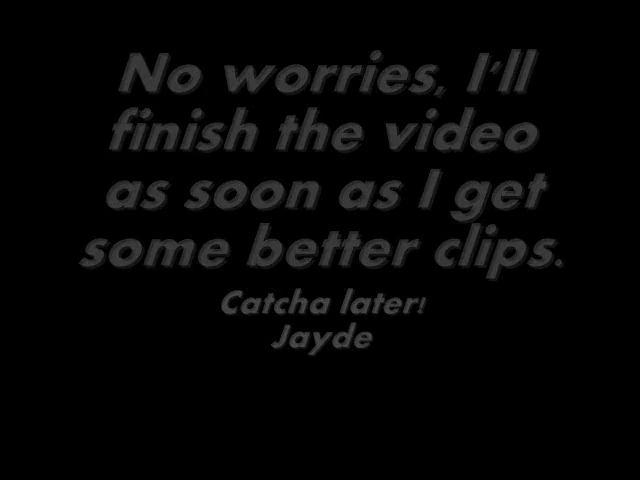 No worries, I'll
finish the video
as soon as I get
some better clips.
Catcha later!
Jayde